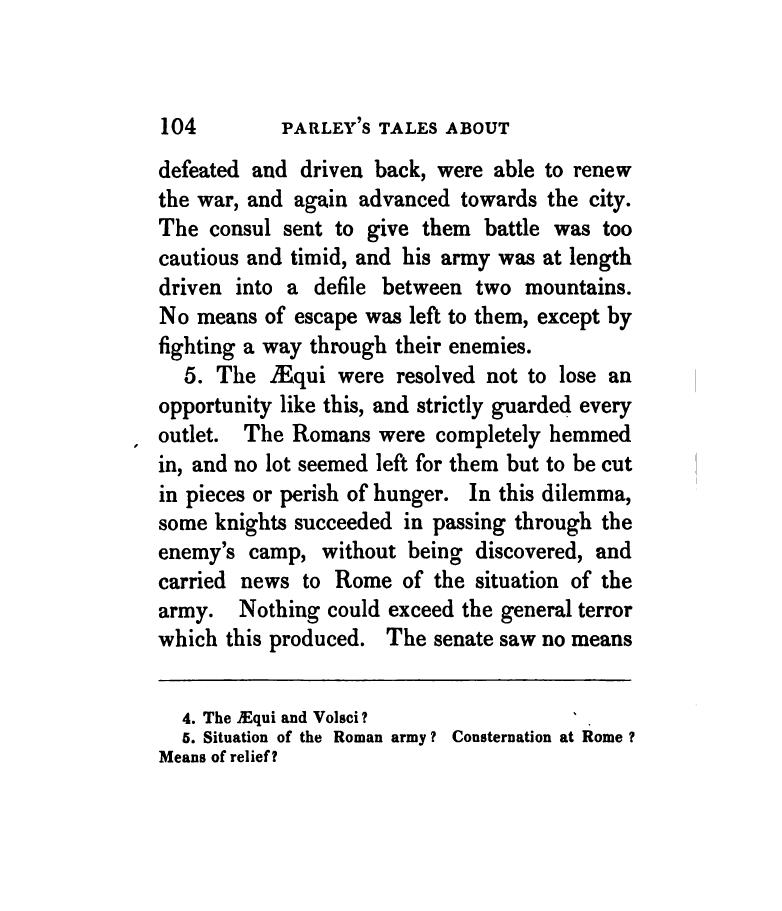 104 PARLEY'S TALES ABOUT
defeated and driven back, were able to renew
the war, and again advanced towards the city.
The consul sent to give them battle was too
cautious and timid, and his army was at length
driven into a defile between two mountains.
No means of escape was left to them, except by
fighting a way through their enemies.
5. The Æqui were resolved not to lose an
opportunity like this, and strictly guarded every
outlet. The Romans were completely hemmed
in, and no lot seemed left for them but to be cut
in pieces or perish of hunger. In this dilemma,
some knights succeeded in passing through the
enemy's camp, without being discovered, and
carried news to Rome of the situation of the
army. Nothing could exceed the general terror
which this produced. The senate saw no means
4. The Æqui and Volsci?
5. Situation of the Roman army? Consternation at Rome?
Means of relief?